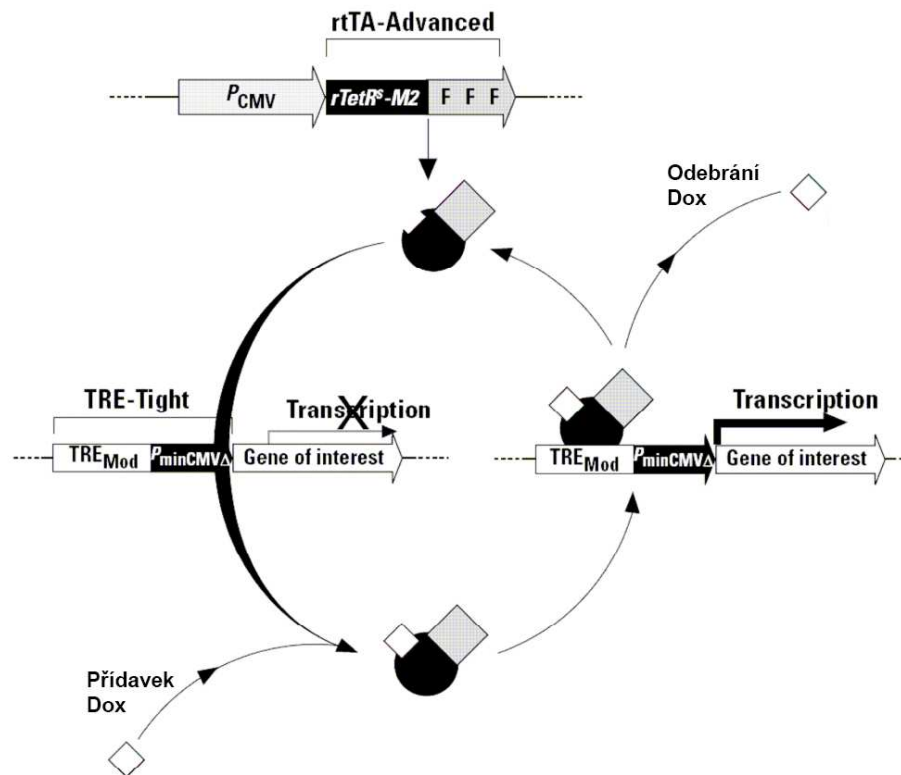 rtTA-Advanced
PCMV rTetRˢ-M2 F F F
Odebrání
Dox
TRE-Tight
Transcription
TREMod PminCMVΔ Gene of interest
Transcription
TREMod PminCMVΔ Gene of interest
Přídavek
Dox